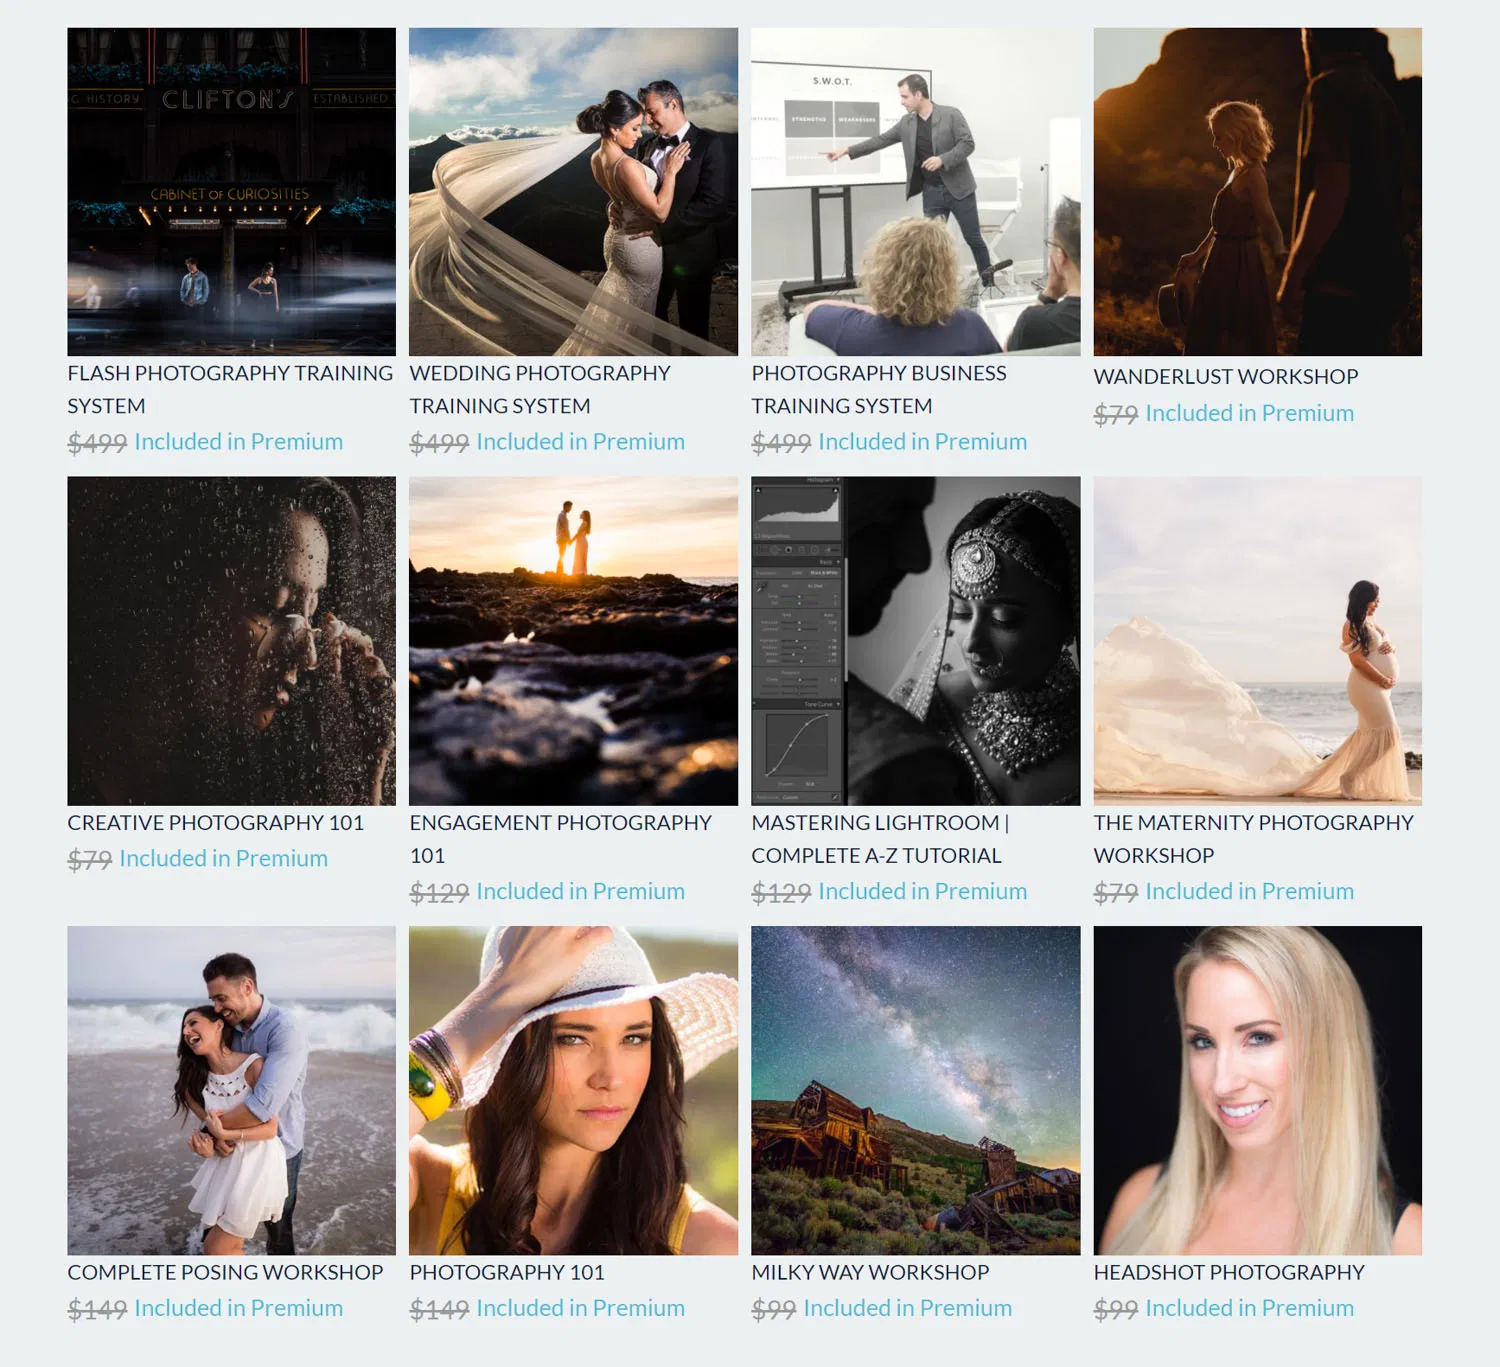 G HISTORY
CLIFTON'S
ESTABLISHED
CABINET OF CURIOSITIES
S.W.O.T.
STRENGTHS
WEAKNESSES
FLASH PHOTOGRAPHY TRAINING
SYSTEM
$499 Included in Premium
WEDDING PHOTOGRAPHY
TRAINING SYSTEM
$499 Included in Premium
PHOTOGRAPHY BUSINESS
TRAINING SYSTEM
$499 Included in Premium
WANDERLUST WORKSHOP
$79 Included in Premium
Histogram
Basic
Tone Curve
CREATIVE PHOTOGRAPHY 101
$79 Included in Premium
ENGAGEMENT PHOTOGRAPHY
101
$129 Included in Premium
MASTERING LIGHTROOM |
COMPLETE A-Z TUTORIAL
$129 Included in Premium
THE MATERNITY PHOTOGRAPHY
WORKSHOP
$79 Included in Premium
COMPLETE POSING WORKSHOP
$149 Included in Premium
PHOTOGRAPHY 101
$149 Included in Premium
MILKY WAY WORKSHOP
$99 Included in Premium
HEADSHOT PHOTOGRAPHY
$99 Included in Premium